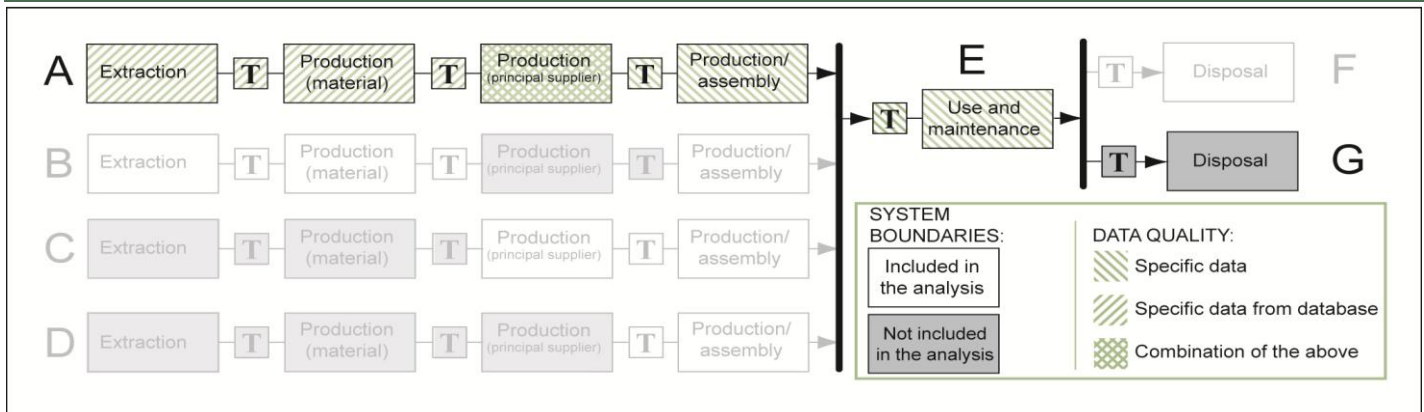 A
Extraction
T
Production
(material)
T
Production
(principal supplier)
T
Production/
assembly
B
Extraction
T
Production
(material)
T
Production
(principal supplier)
T
Production/
assembly
C
Extraction
T
Production
(material)
T
Production
(principal supplier)
T
Production/
assembly
D
Extraction
T
Production
(material)
T
Production
(principal supplier)
T
Production/
assembly
E
T
Use and
maintenance
T
Disposal
F
T
Disposal
G
SYSTEM
BOUNDARIES:
Included in
the analysis
Not included
in the analysis
DATA QUALITY:
Specific data
Specific data from database
Combination of the above